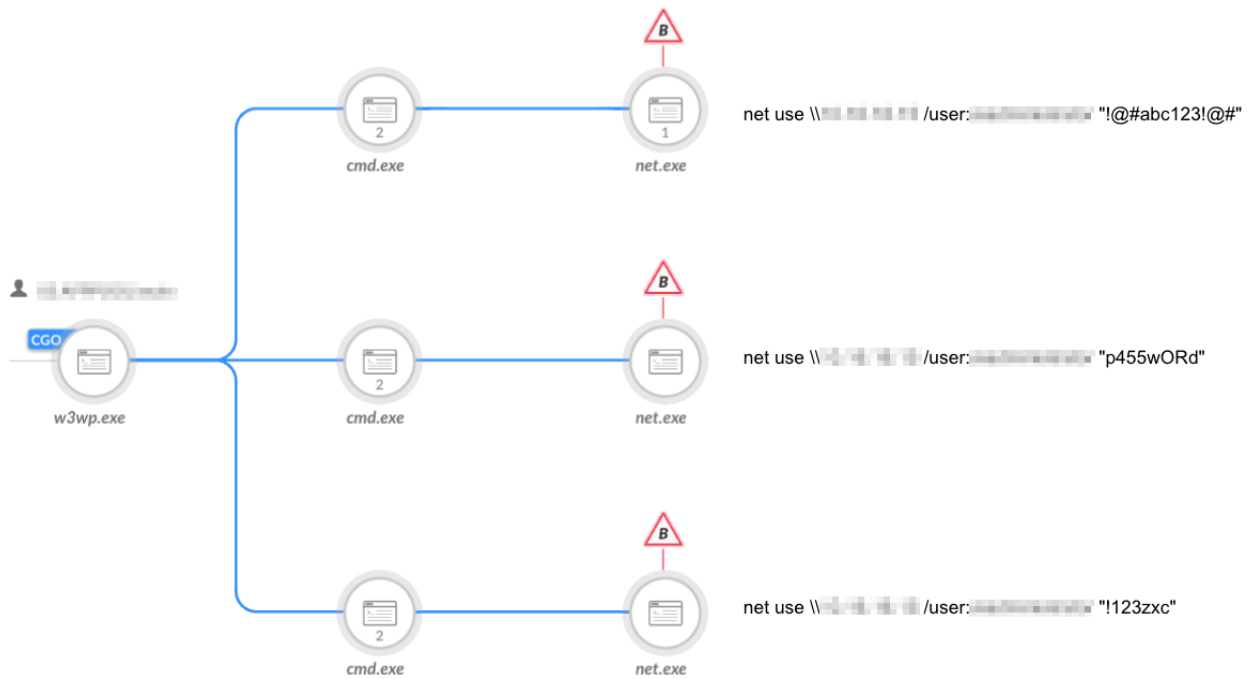 B
2
cmd.exe
1
net.exe
net use \\ /user: "!@#abc123!@#"
CGO
w3wp.exe
B
2
cmd.exe
net.exe
net use \\ /user: "p455wORd"
B
2
cmd.exe
net.exe
net use \\ /user: "!123zxc"